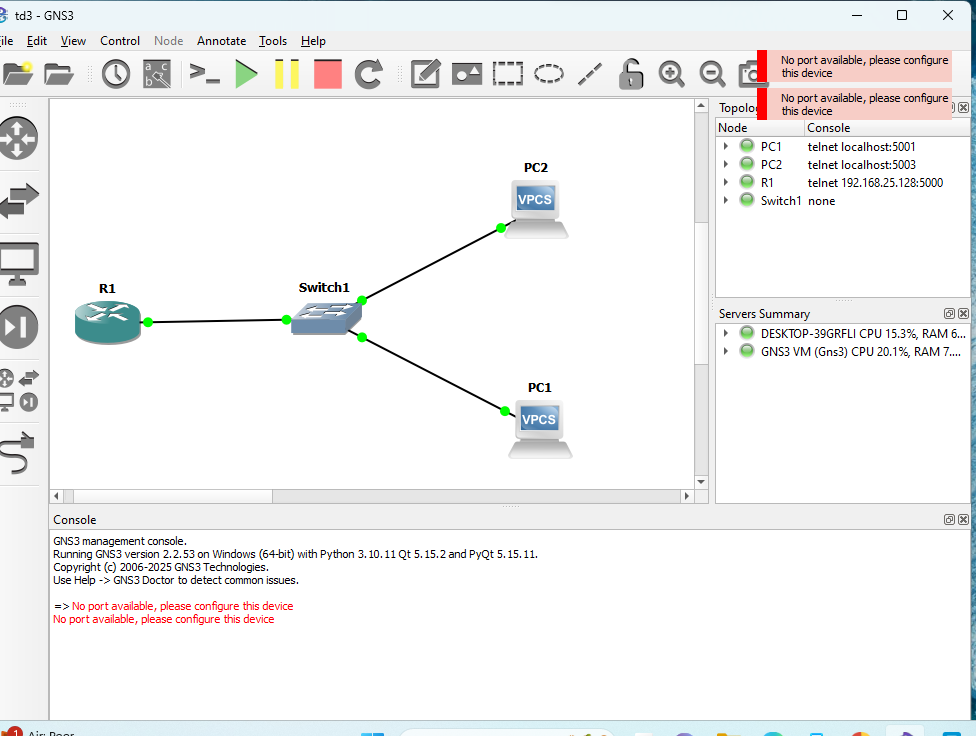 td3 - GNS3
ile Edit View Control Node Annotate Tools Help
No port available, please configure
this device
No port available, please configure
this device
Topolo
Node Console
PC1 telnet localhost:5001
PC2 telnet localhost:5003
R1 telnet 192.168.25.128:5000
Switch1 none
PC2
VPCS
R1
Switch1
PC1
VPCS
Servers Summary
DESKTOP-39GRFLI CPU 15.3%, RAM 6...
GNS3 VM (Gns3) CPU 20.1%, RAM 7....
Console
GNS3 management console.
Running GNS3 version 2.2.53 on Windows (64-bit) with Python 3.10.11 Qt 5.15.2 and PyQt 5.15.11.
Copyright (c) 2006-2025 GNS3 Technologies.
Use Help -> GNS3 Doctor to detect common issues.
=> No port available, please configure this device
No port available, please configure this device
1
Air: Poor